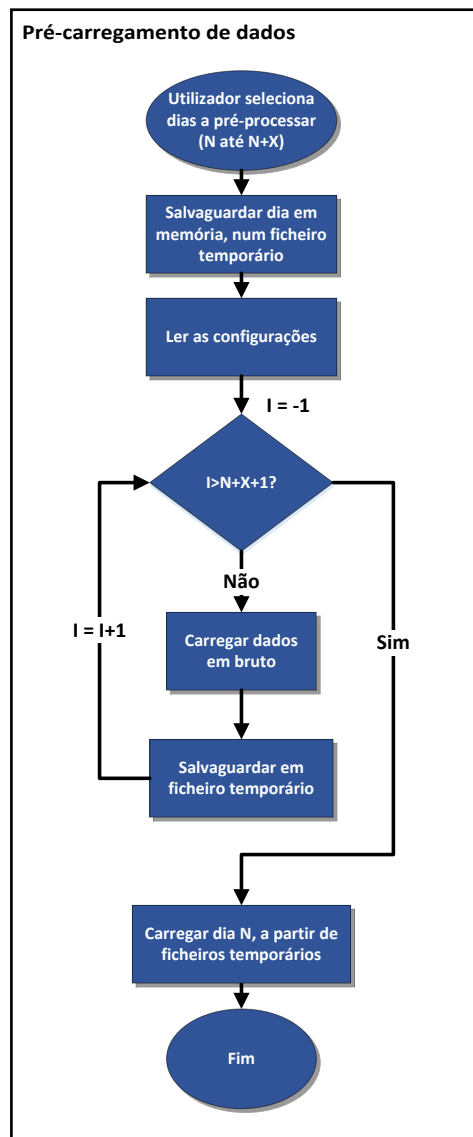 Pré-carregamento de dados
Utilizador seleciona
dias a pré-processar
(N até N+X)
Salvaguardar dia em
memória, num ficheiro
temporário
Ler as configurações
I = -1
I>N+X+1?
Não
I = I+1
Carregar dados
em bruto
Sim
Salvaguardar em
ficheiro temporário
Carregar dia N, a partir de
ficheiros temporários
Fim